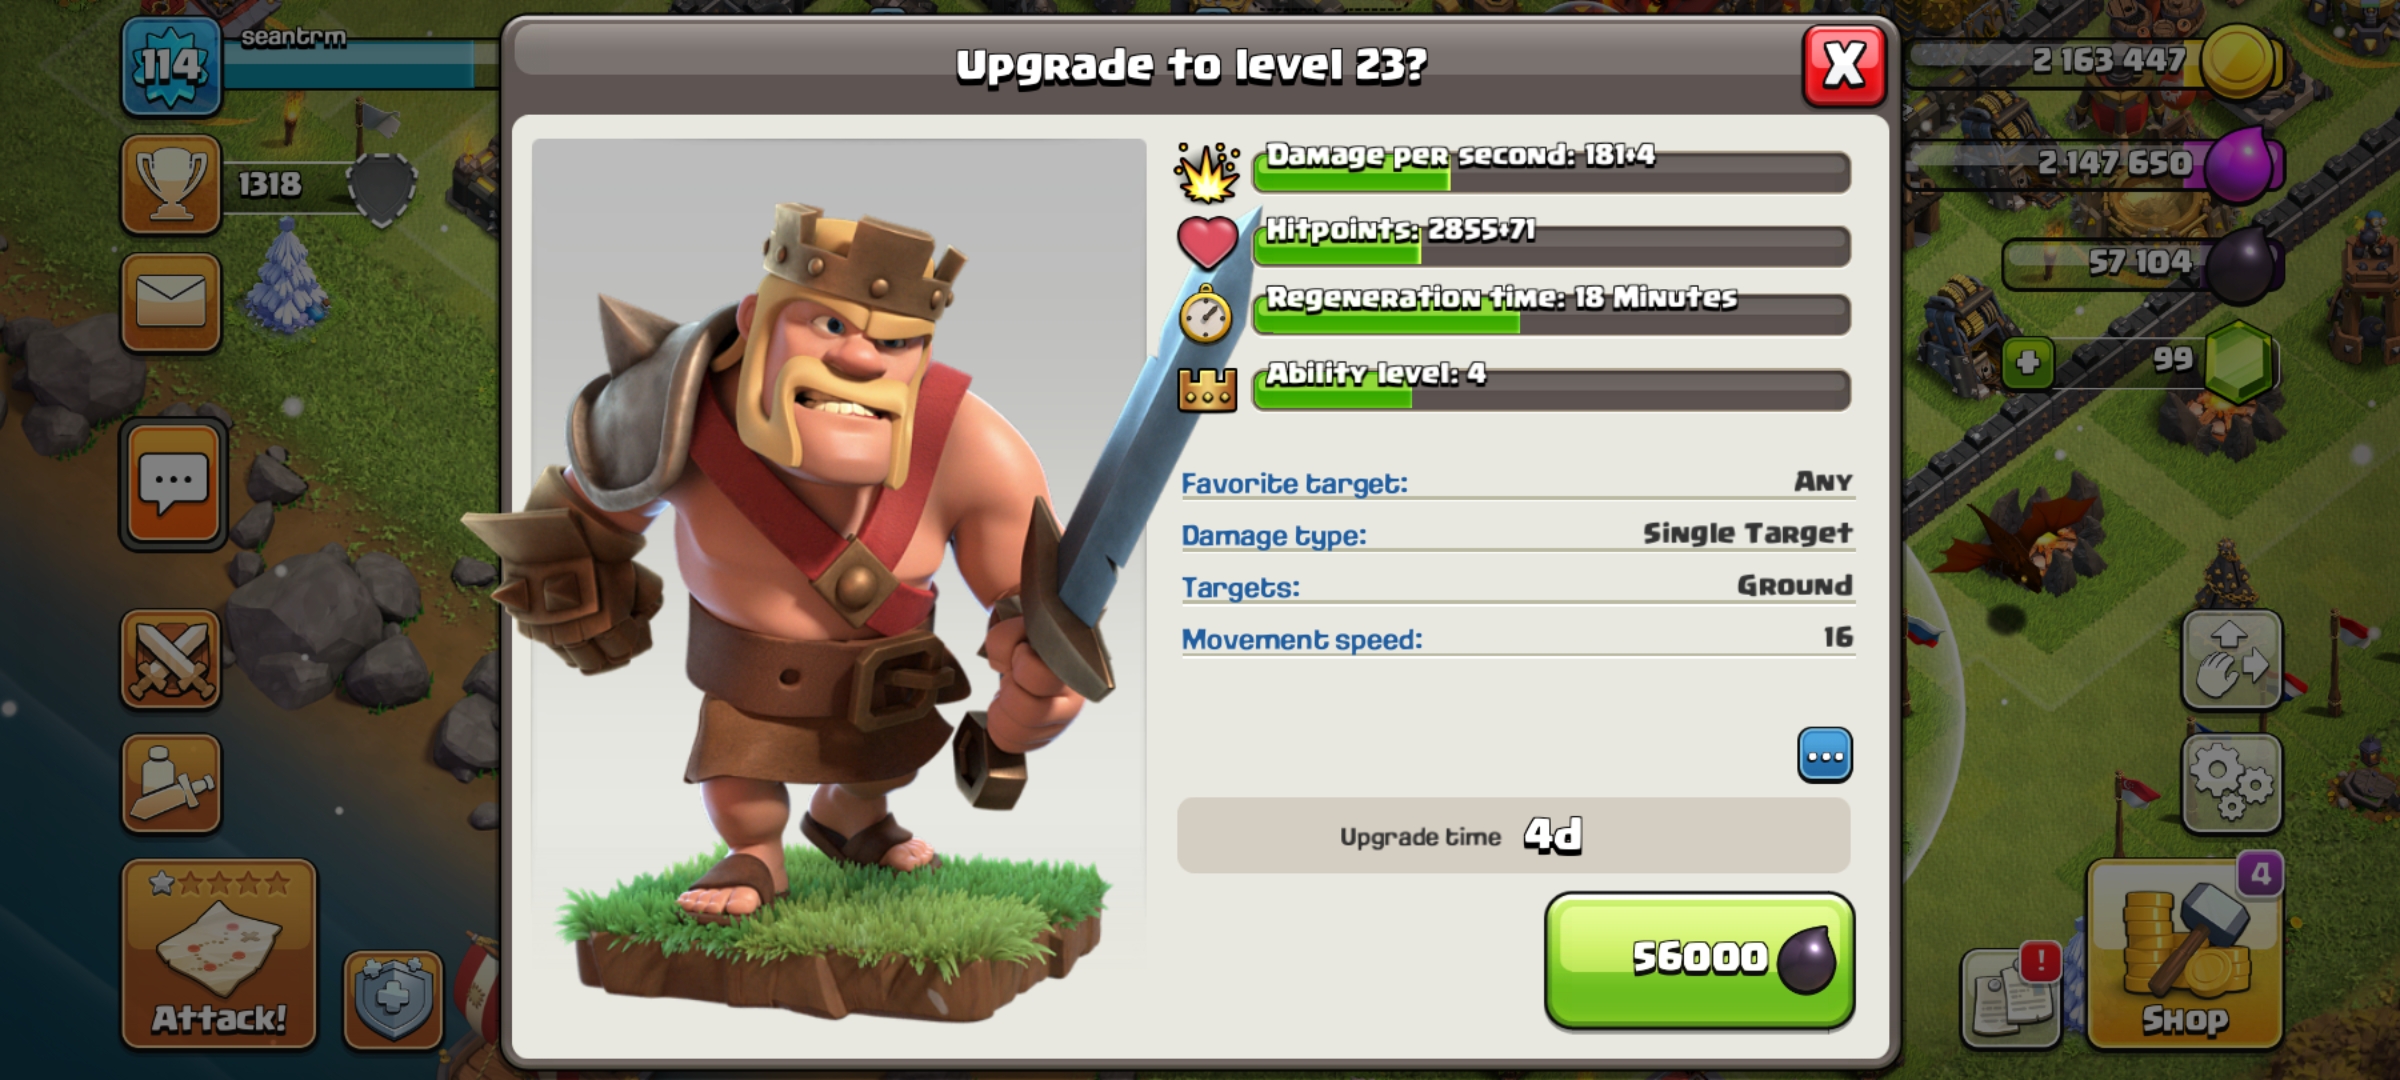 114
seantrm
Upgrade to level 23?
X
2 163 447
1318
2 147 650
57 104
99
Damage per second: 181+4
Hitpoints: 2855+71
Regeneration time: 18 Minutes
Ability level: 4
Favorite target: Any
Damage type: Single Target
Targets: Ground
Movement speed: 16
Upgrade time 4d
56000
4
!
Attack!
Shop